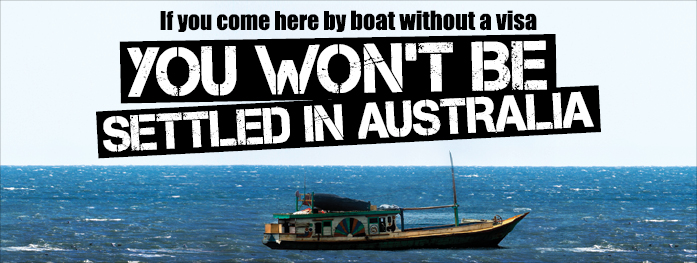 If you come here by boat without a visa
YOU WON'T BE
SETTLED IN AUSTRALIA